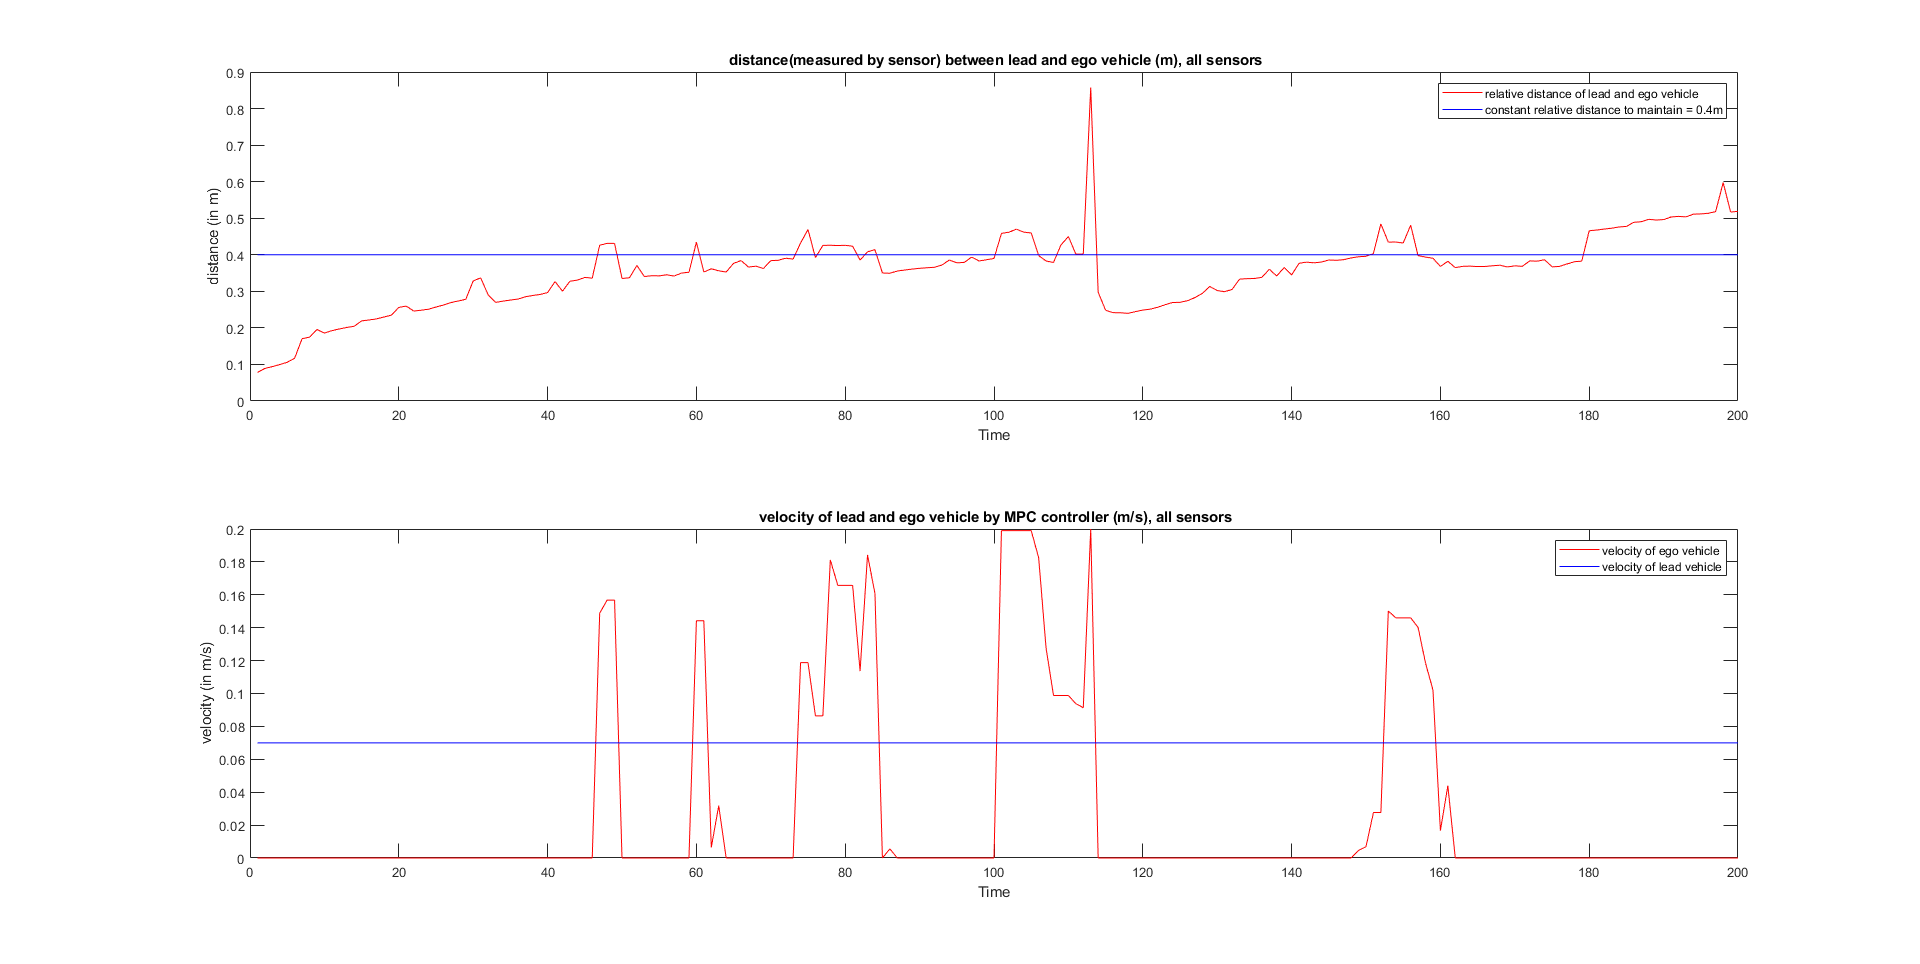 distance(measured by sensor) between lead and ego vehicle (m), all sensors
0.9
0.8
0.7
0.6
0.5
0.4
0.3
0.2
0.1
0
distance (in m)
relative distance of lead and ego vehicle
constant relative distance to maintain = 0.4m
0 20 40 60 80 100 120 140 160 180 200
Time
velocity of lead and ego vehicle by MPC controller (m/s), all sensors
0.2
0.18
0.16
0.14
0.12
0.1
0.08
0.06
0.04
0.02
0
velocity (in m/s)
velocity of ego vehicle
velocity of lead vehicle
0 20 40 60 80 100 120 140 160 180 200
Time